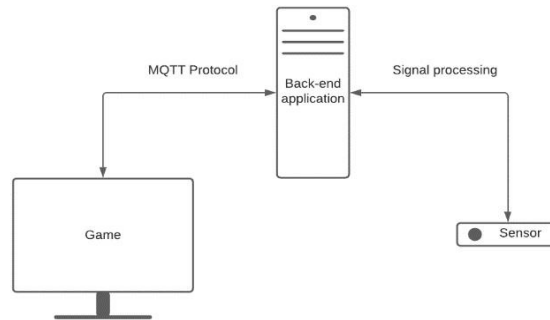 MQTT Protocol
Signal processing
Back-end
application
Game
Sensor